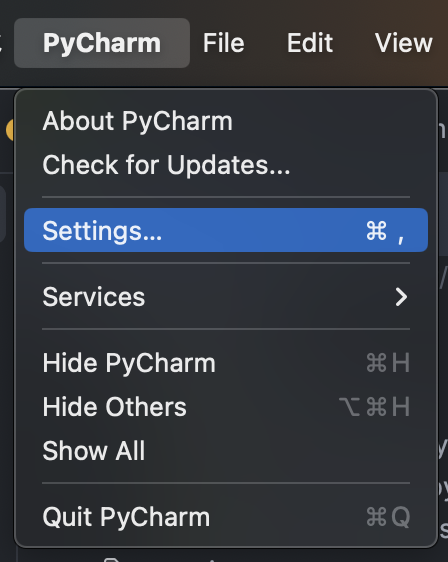 PyCharm File Edit View
About PyCharm
Check for Updates...
Settings... ⌘ ,
Services
Hide PyCharm ⌘H
Hide Others ⌥⌘H
Show All
Quit PyCharm ⌘Q